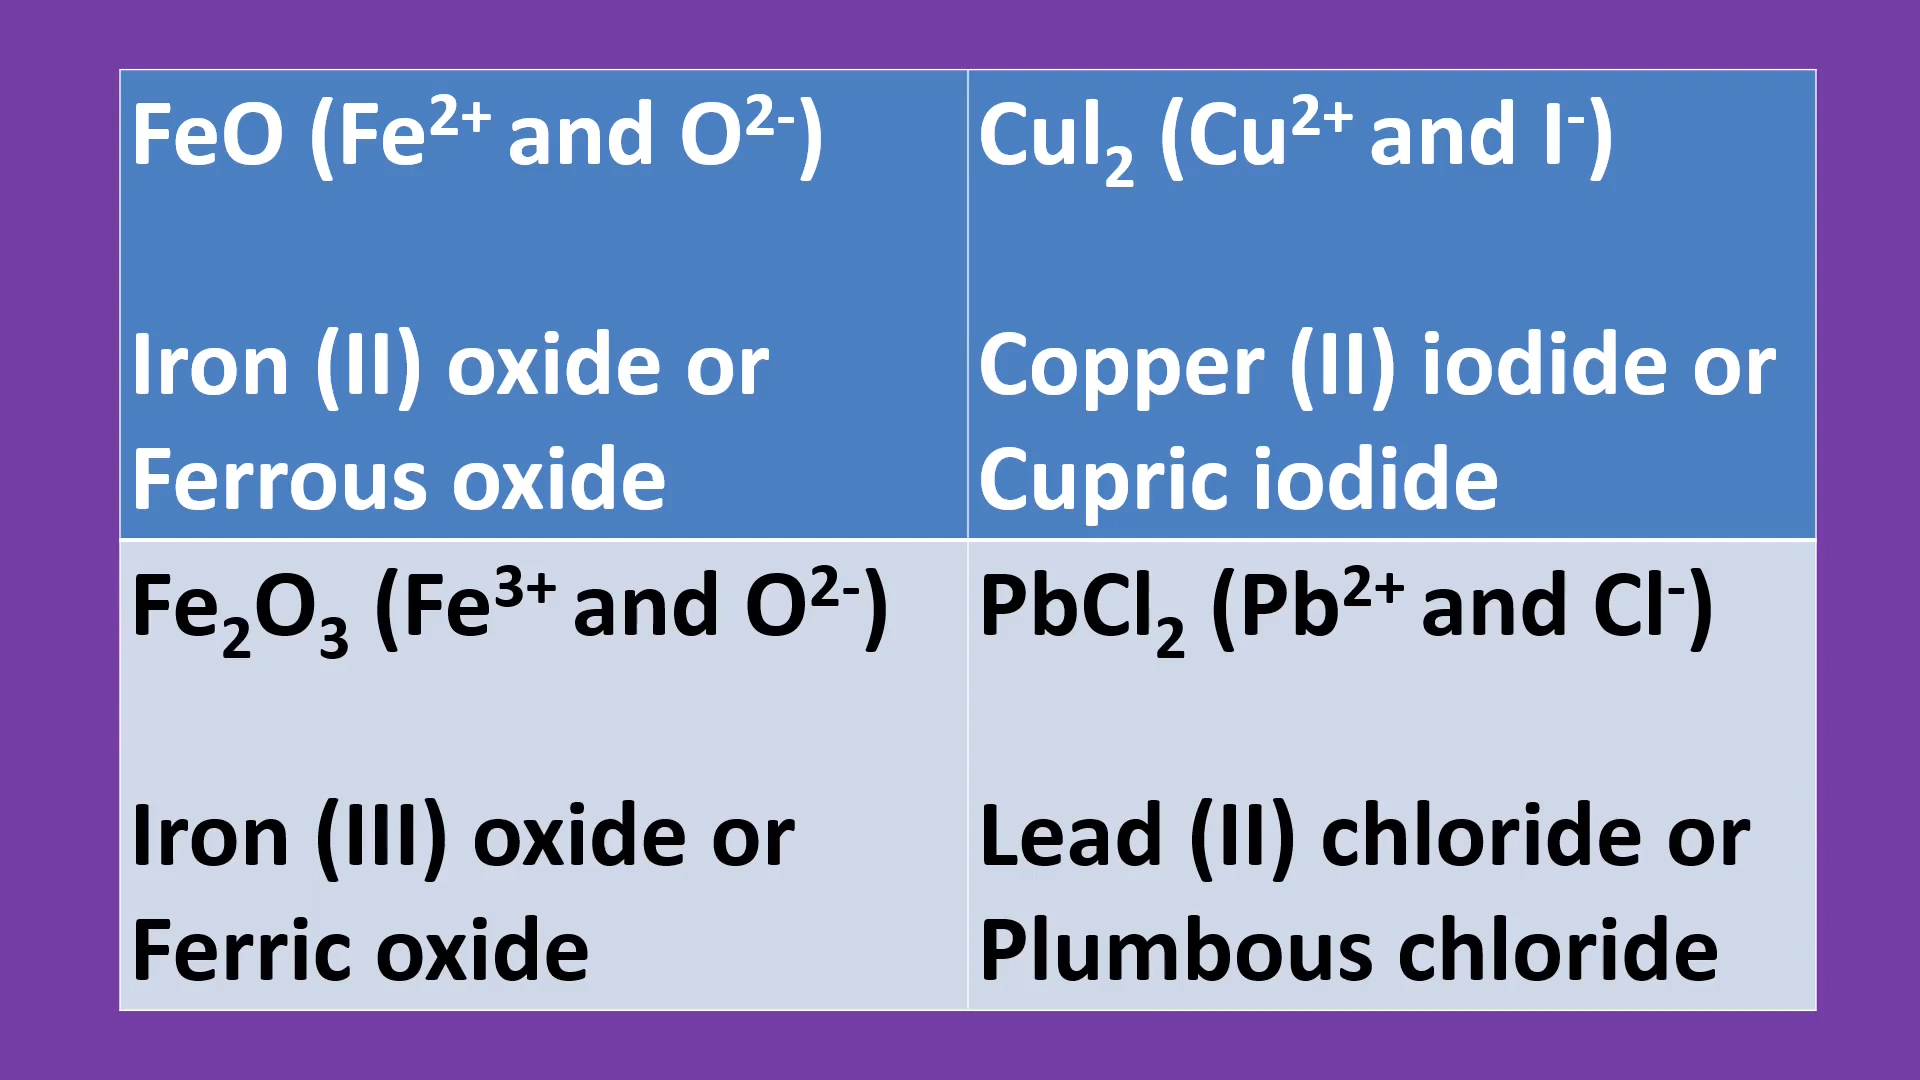 FeO (Fe²⁺ and O²⁻)
Iron (II) oxide or
Ferrous oxide
CuI₂ (Cu²⁺ and I⁻)
Copper (II) iodide or
Cupric iodide
Fe₂O₃ (Fe³⁺ and O²⁻)
Iron (III) oxide or
Ferric oxide
PbCl₂ (Pb²⁺ and Cl⁻)
Lead (II) chloride or
Plumbous chloride